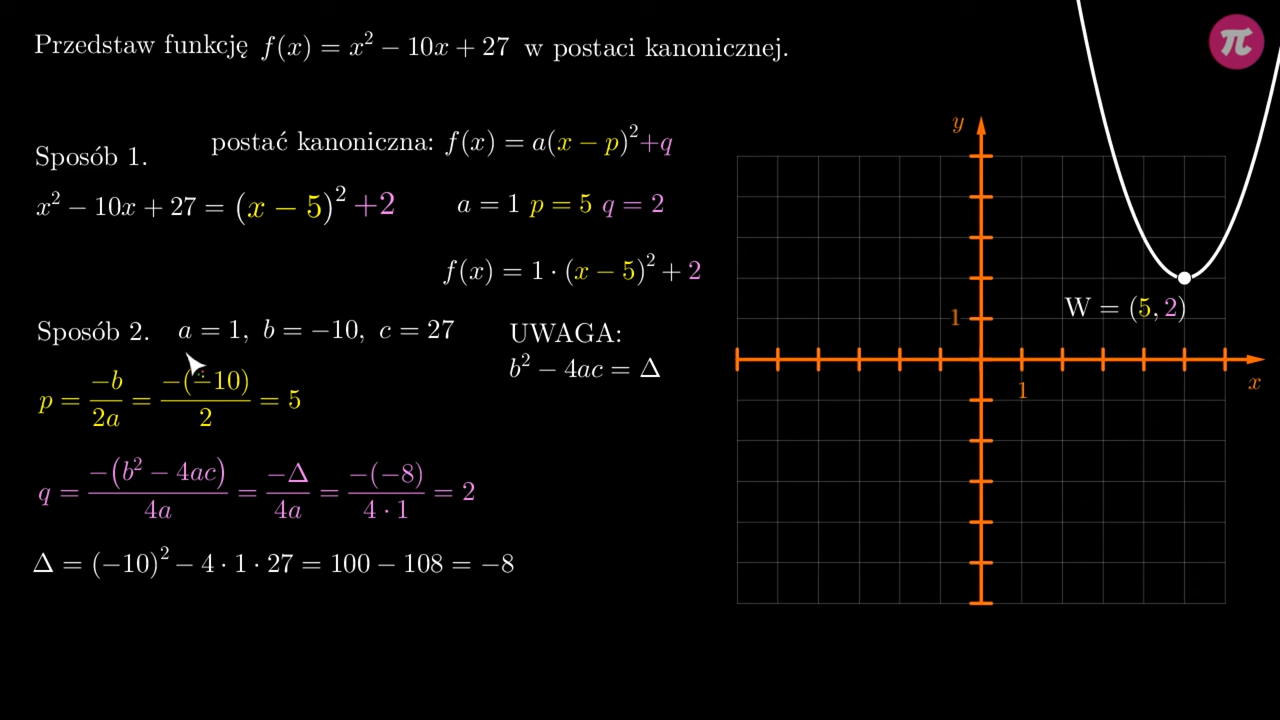 Przedstaw funkcję f(x) = x² − 10x + 27 w postaci kanonicznej.
π
Sposób 1.
postać kanoniczna: f(x) = a(x − p)² + q
x² − 10x + 27 = (x − 5)² + 2
a = 1 p = 5 q = 2
f(x) = 1 · (x − 5)² + 2
Sposób 2. a = 1, b = −10, c = 27
UWAGA:
b² − 4ac = Δ
p = −b/2a = −(−10)/2 = 5
q = −(b² − 4ac)/4a = −Δ/4a = −(−8)/4 · 1 = 2
Δ = (−10)² − 4 · 1 · 27 = 100 − 108 = −8
y
W = (5, 2)
1
1
x